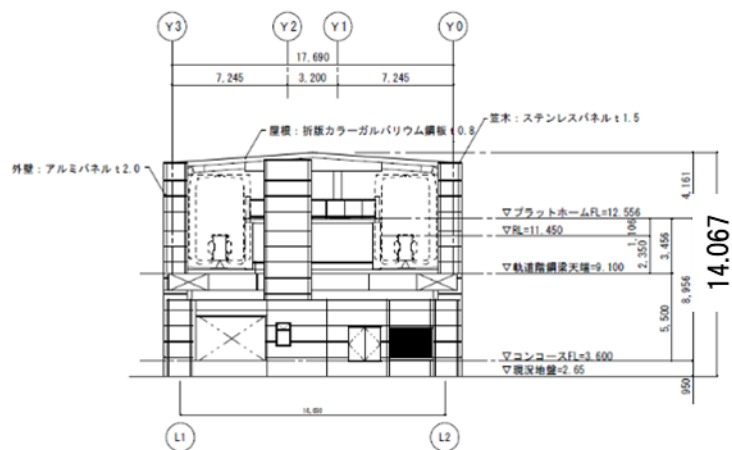 Y3 Y2 Y1 Y0
17,690
7,245 3,200 7,245
屋根：折版カラーガルバリウム鋼板 t 0.8
笠木：ステンレスパネル t 1.5
外壁：アルミパネル t 2.0
4,161
▽プラットホームFL=12.556
▽RL=11.450
1,106
2,350
3,456
▽軌道階鋼梁天端=9.100
8,956
14.067
5,500
▽コンコースFL=3.600
▽現況地盤=2.65
950
L1 L2